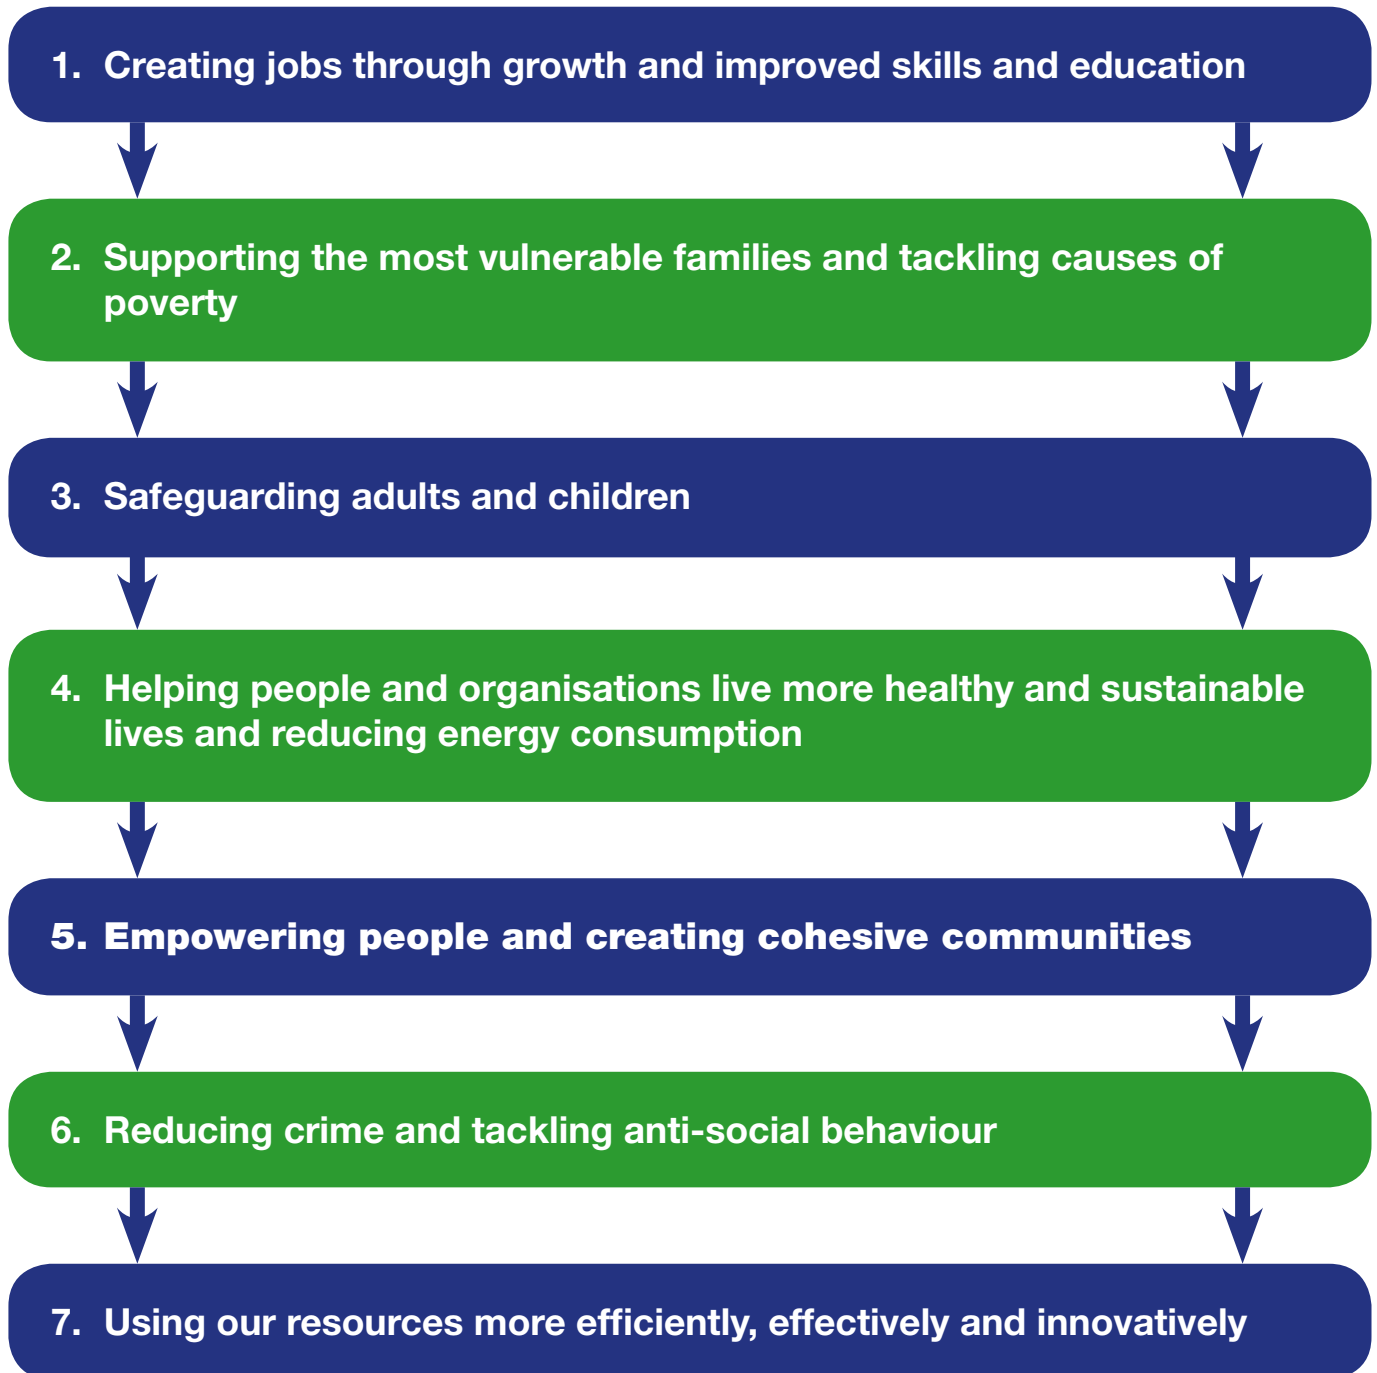 1. Creating jobs through growth and improved skills and education
2. Supporting the most vulnerable families and tackling causes of
poverty
3. Safeguarding adults and children
4. Helping people and organisations live more healthy and sustainable
lives and reducing energy consumption
5. Empowering people and creating cohesive communities
6. Reducing crime and tackling anti-social behaviour
7. Using our resources more efficiently, effectively and innovatively